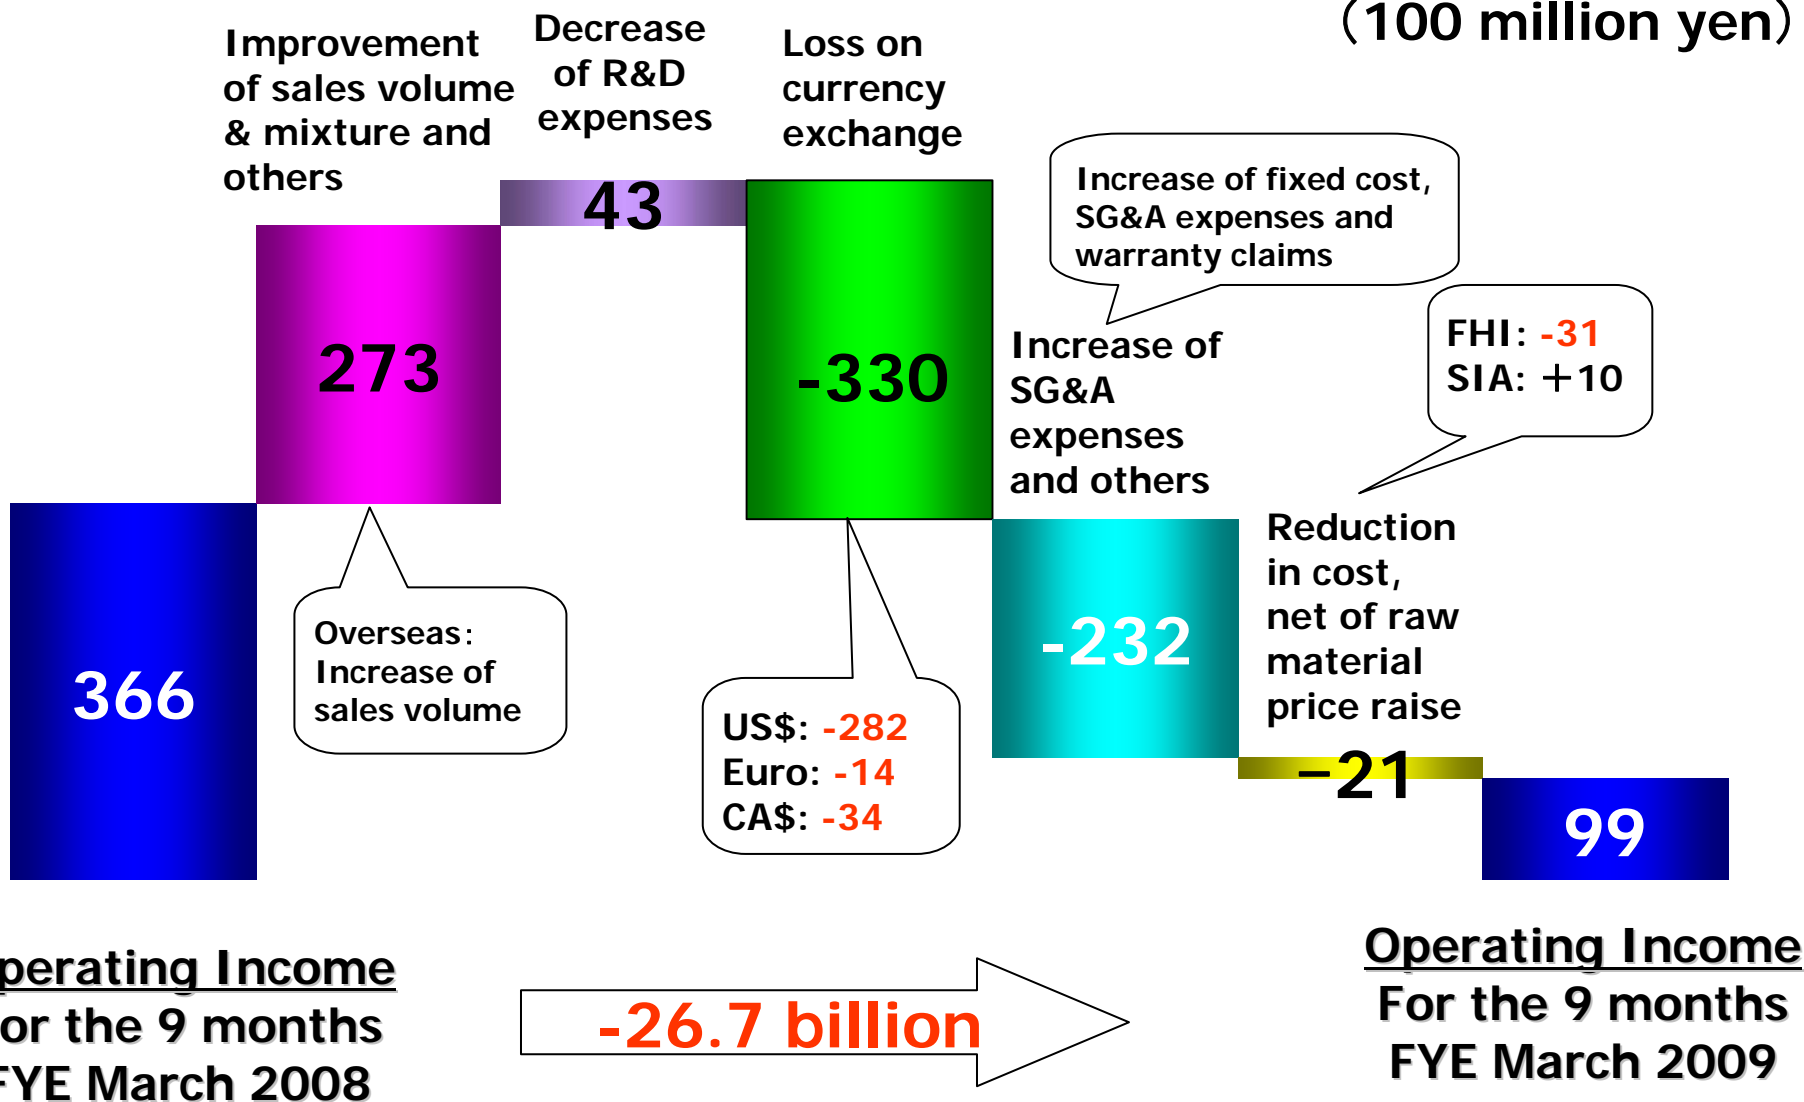 (100 million yen)
Improvement
of sales volume
& mixture and
others
Decrease
of R&D
expenses
Loss on
currency
exchange
Increase of fixed cost,
SG&A expenses and
warranty claims
43
273
-330
Increase of
SG&A
expenses
and others
FHI: -31
SIA: +10
Reduction
in cost,
net of raw
material
price raise
366
Overseas:
Increase of
sales volume
US$: -282
Euro: -14
CA$: -34
-232
−21
99
perating Income
or the 9 months
FYE March 2008
-26.7 billion
Operating Income
For the 9 months
FYE March 2009